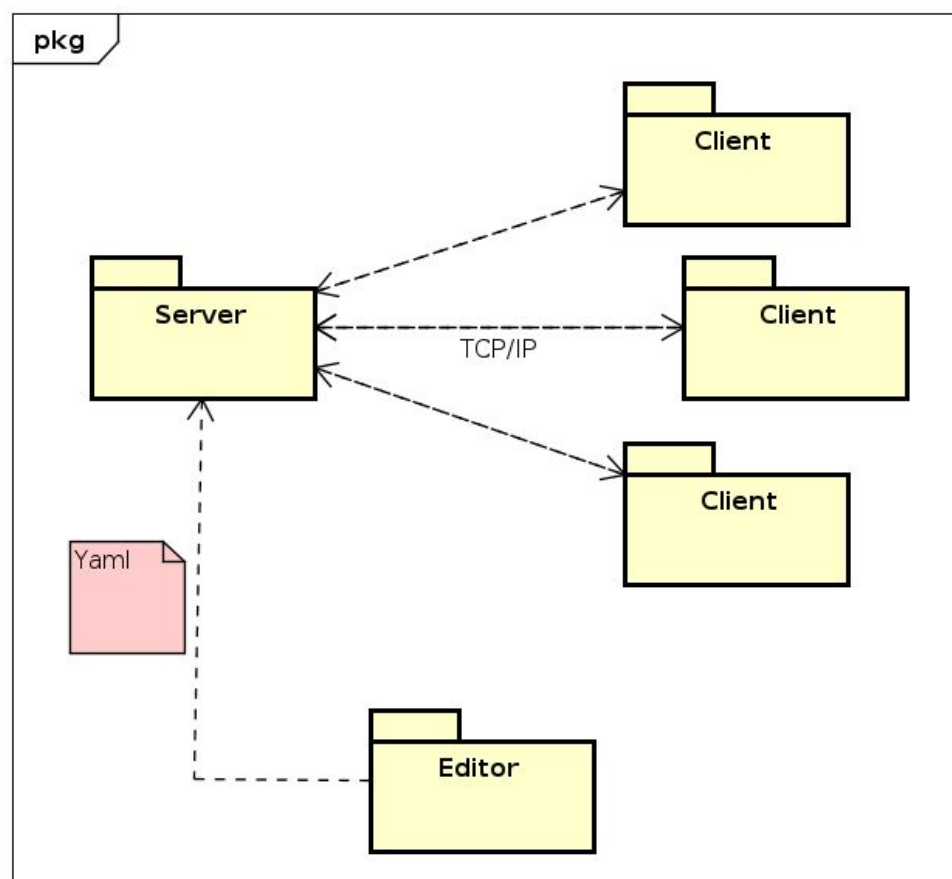 pkg
Client
Server
Client
TCP/IP
Client
Yaml
Editor